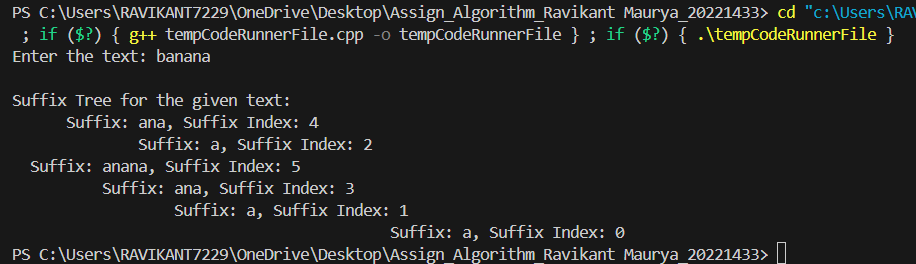 PS C:\Users\RAVIKANT7229\OneDrive\Desktop\Assign_Algorithm_Ravikant Maurya_20221433> cd "c:\Users\RA
; if ($?) { g++ tempCodeRunnerFile.cpp -o tempCodeRunnerFile } ; if ($?) { .\tempCodeRunnerFile }
Enter the text: banana
Suffix Tree for the given text:
Suffix: ana, Suffix Index: 4
Suffix: a, Suffix Index: 2
Suffix: anana, Suffix Index: 5
Suffix: ana, Suffix Index: 3
Suffix: a, Suffix Index: 1
Suffix: a, Suffix Index: 0
PS C:\Users\RAVIKANT7229\OneDrive\Desktop\Assign_Algorithm_Ravikant Maurya_20221433>